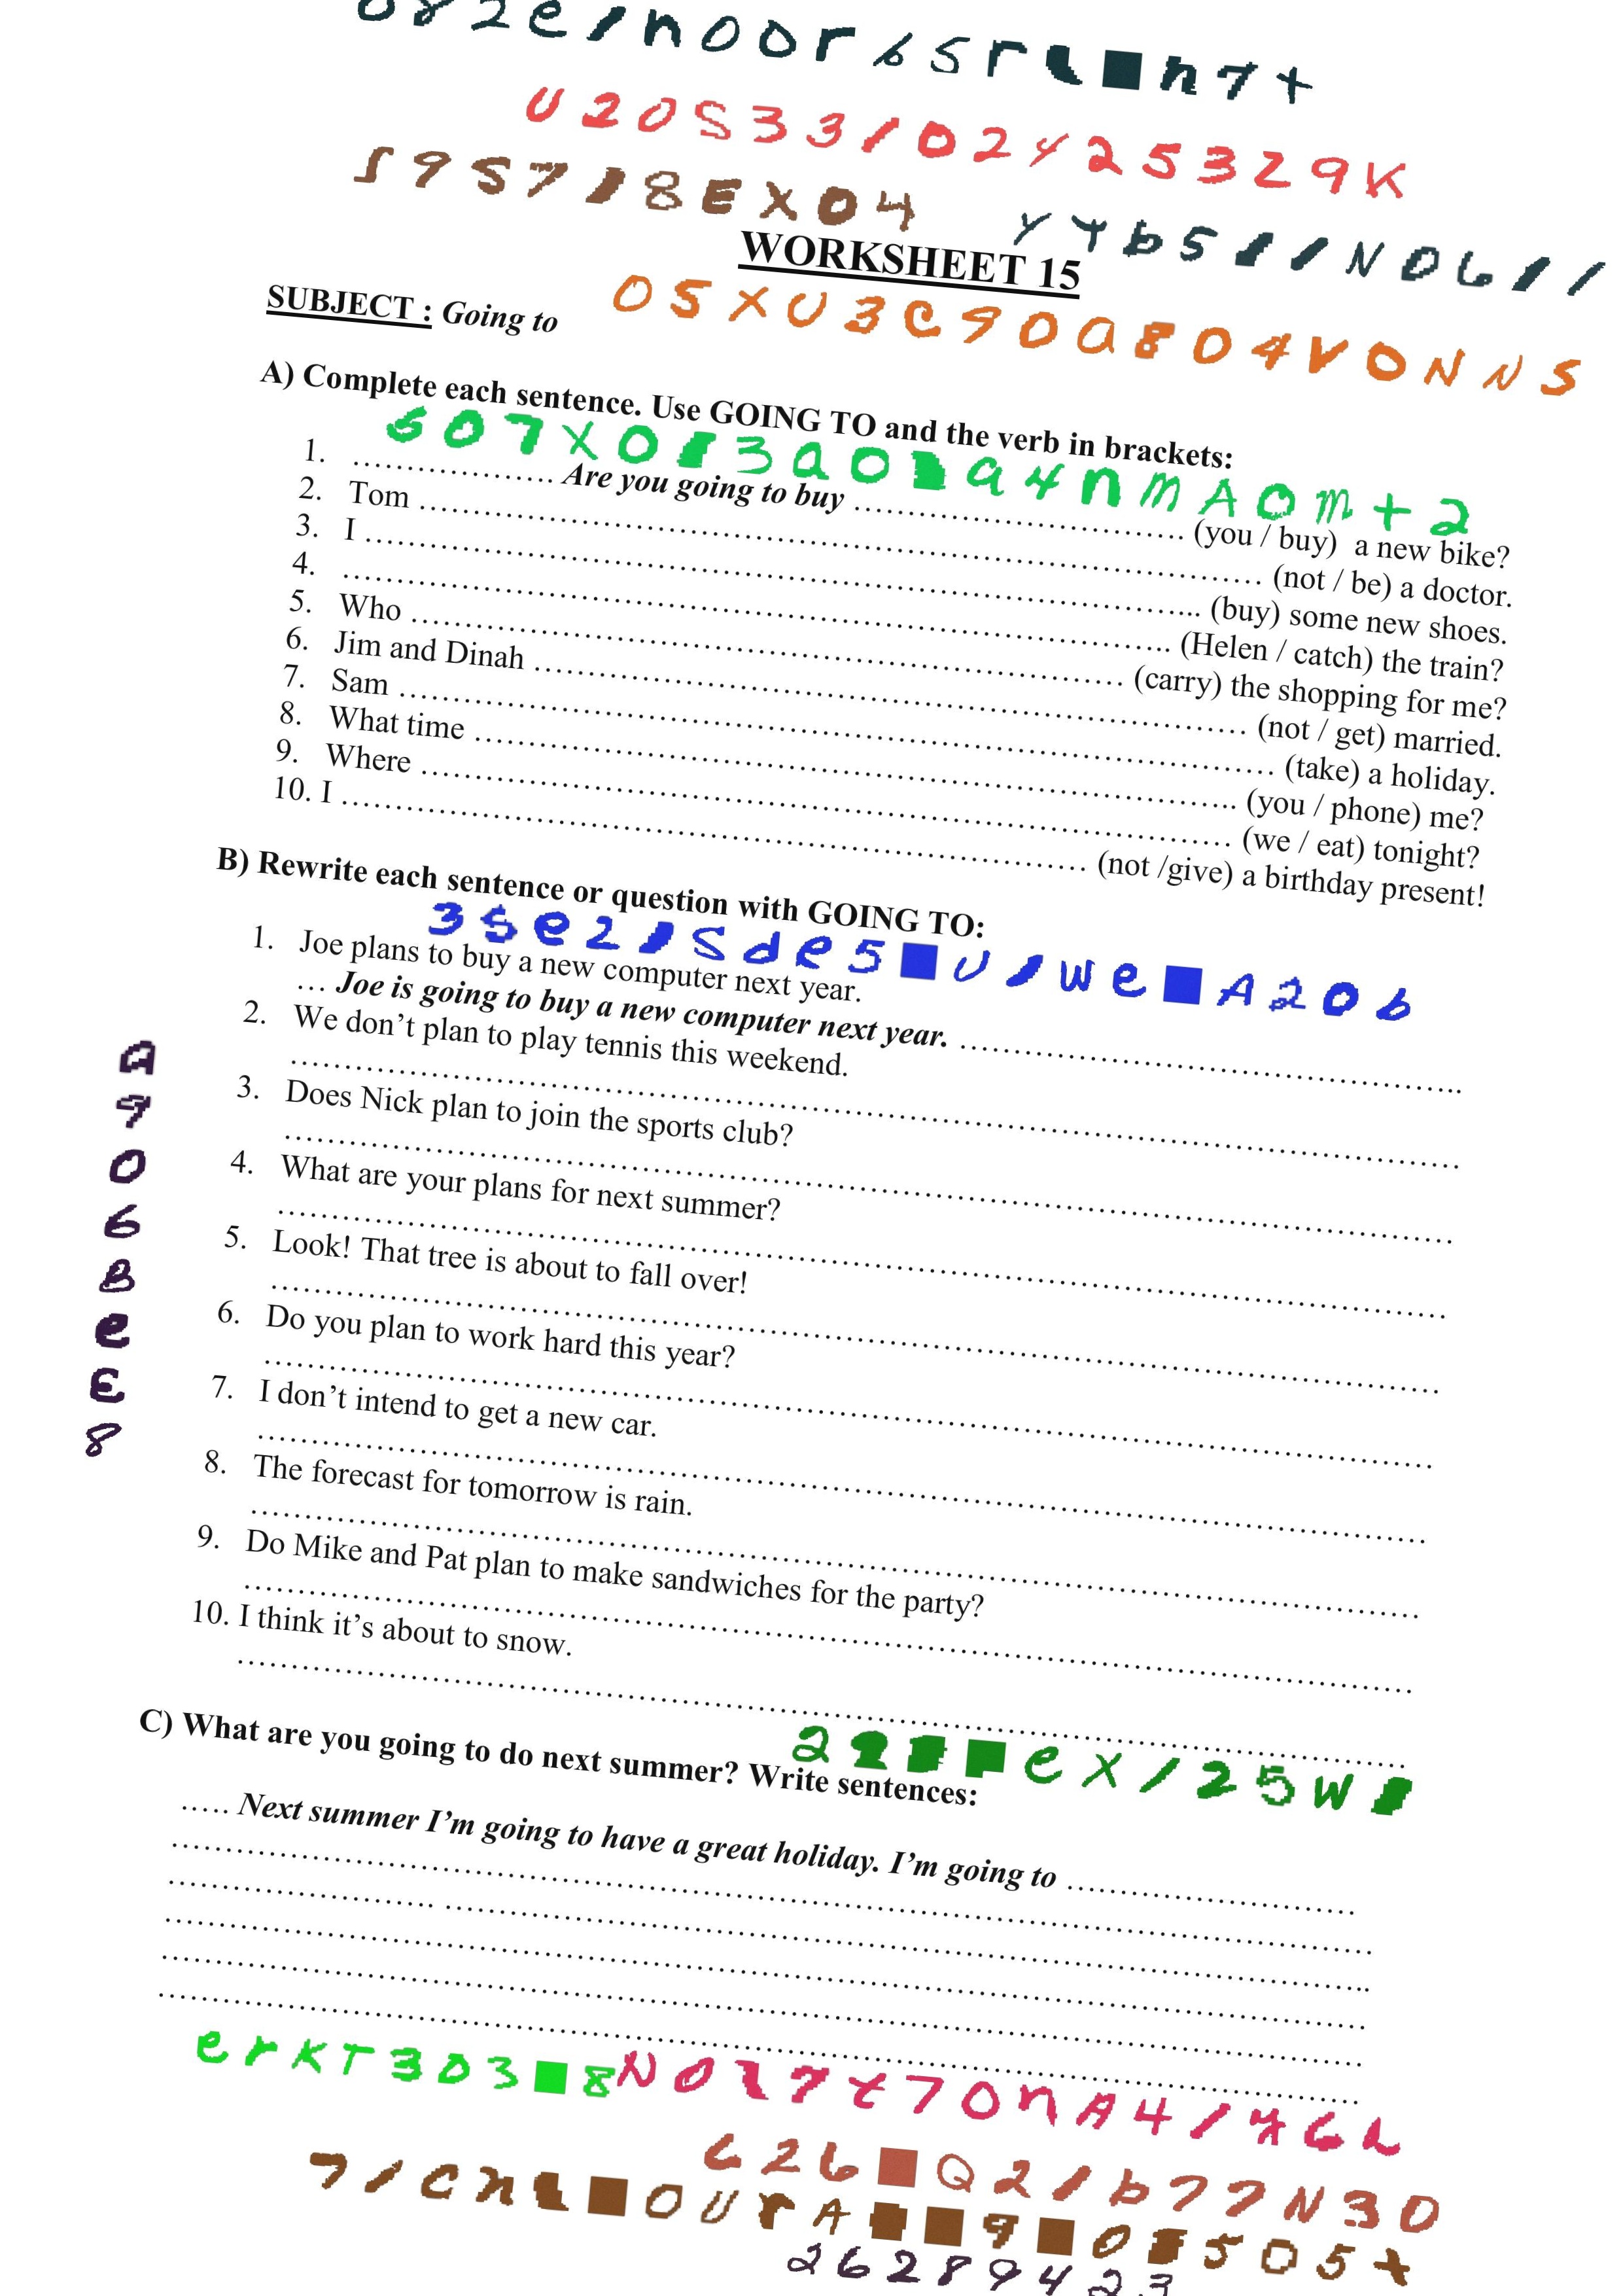 WORKSHEET 15
SUBJECT : Going to
A) Complete each sentence. Use GOING TO and the verb in brackets:
1. .................. Are you going to buy .............................. (you / buy) a new bike?
2. Tom .............................. (not / be) a doctor.
3. I .............................. (buy) some new shoes.
4. .............................. (Helen / catch) the train?
5. Who .............................. (carry) the shopping for me?
6. Jim and Dinah .............................. (not / get) married.
7. Sam .............................. (take) a holiday.
8. What time .............................. (you / phone) me?
9. Where .............................. (we / eat) tonight?
10. I .............................. (not /give) a birthday present!
B) Rewrite each sentence or question with GOING TO:
1. Joe plans to buy a new computer next year.
… Joe is going to buy a new computer next year. ..............................
2. We don’t plan to play tennis this weekend.
..............................
3. Does Nick plan to join the sports club?
..............................
4. What are your plans for next summer?
..............................
5. Look! That tree is about to fall over!
..............................
6. Do you plan to work hard this year?
..............................
7. I don’t intend to get a new car.
..............................
8. The forecast for tomorrow is rain.
..............................
9. Do Mike and Pat plan to make sandwiches for the party?
..............................
10. I think it’s about to snow.
..............................
C) What are you going to do next summer? Write sentences:
..... Next summer I’m going to have a great holiday. I’m going to ..............................
..............................
..............................
..............................
..............................
..............................